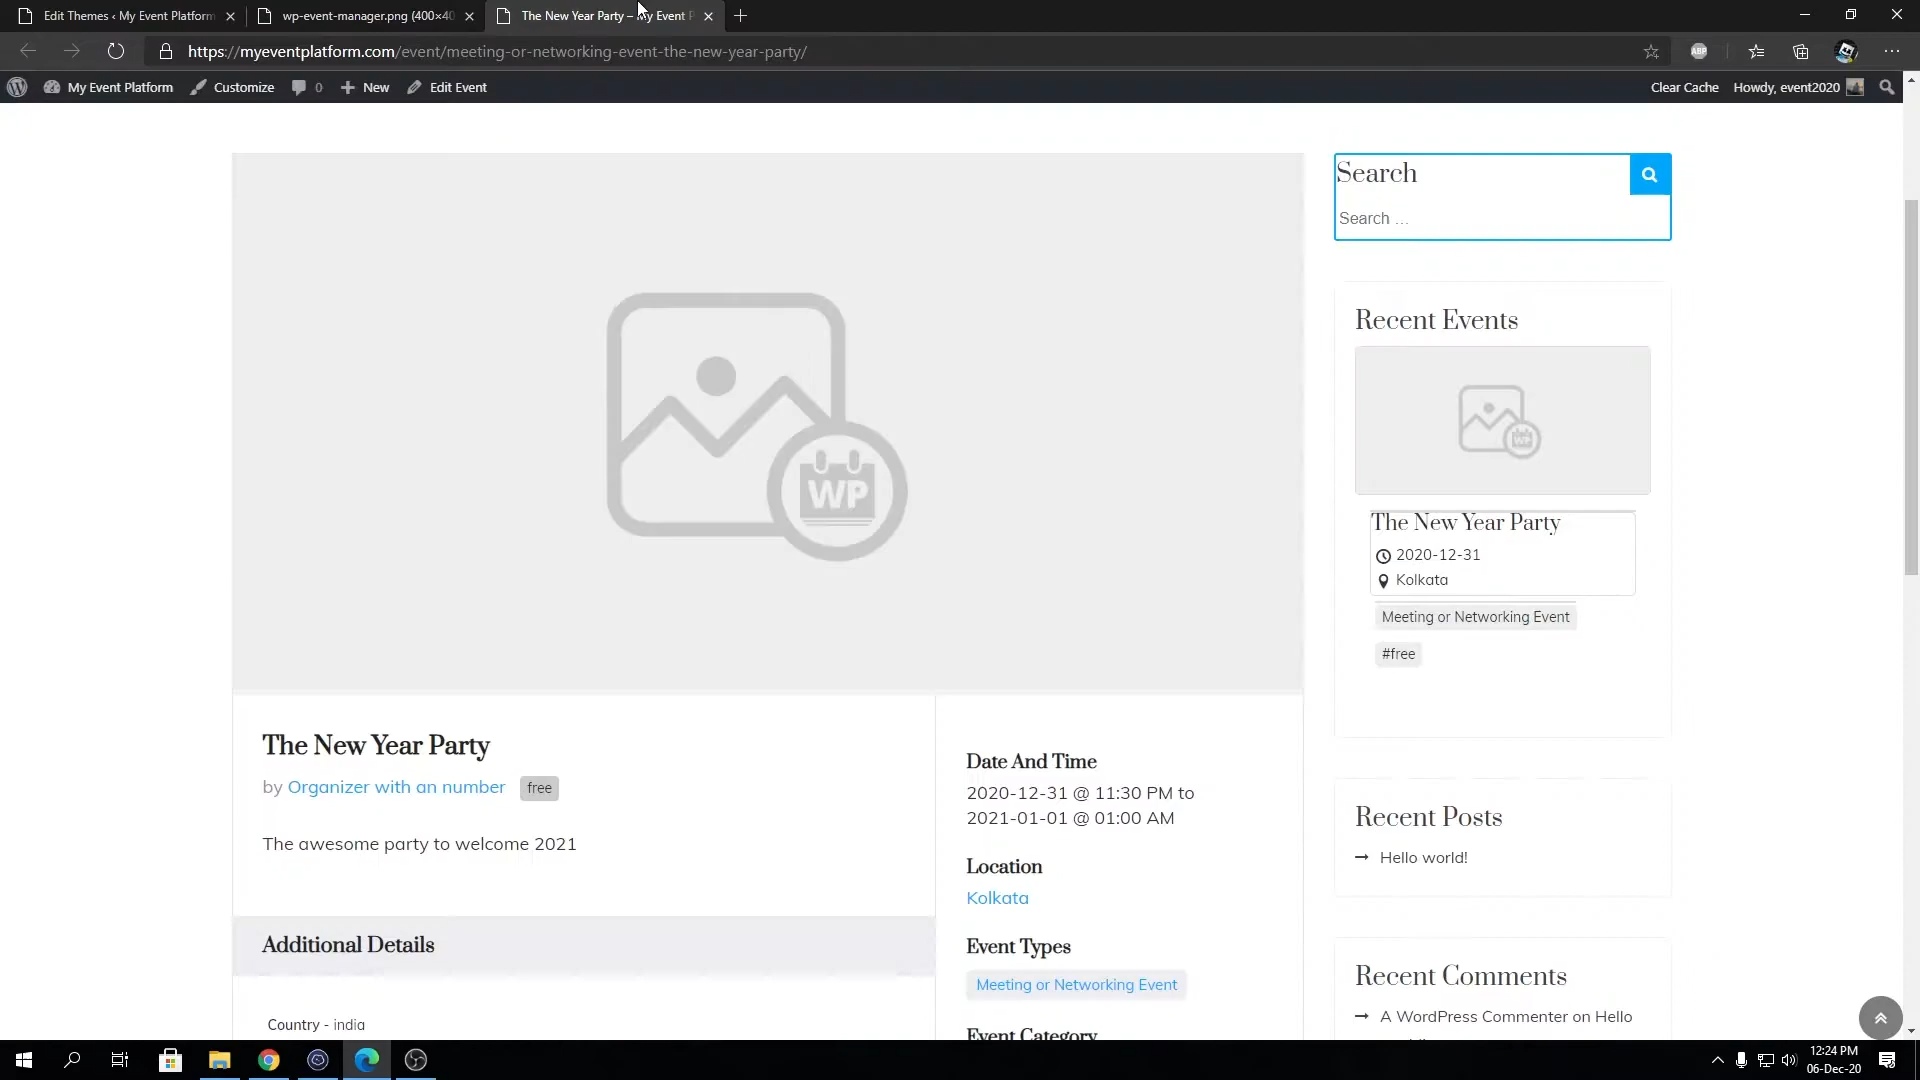 Edit Themes ‹ My Event Platform
wp-event-manager.png (400×40
The New Year Party – My Event P
https://myeventplatform.com/event/meeting-or-networking-event-the-new-year-party/
ABP
My Event Platform
Customize
0
New
Edit Event
Clear Cache
Howdy, event2020
Search
Search …
Recent Events
WP
WP
The New Year Party
2020-12-31
Kolkata
Meeting or Networking Event
#free
The New Year Party
by Organizer with an number free
The awesome party to welcome 2021
Additional Details
Country - india
Date And Time
2020-12-31 @ 11:30 PM to
2021-01-01 @ 01:00 AM
Location
Kolkata
Event Types
Meeting or Networking Event
Event Category
Recent Posts
Hello world!
Recent Comments
A WordPress Commenter on Hello
12:24 PM
06-Dec-20